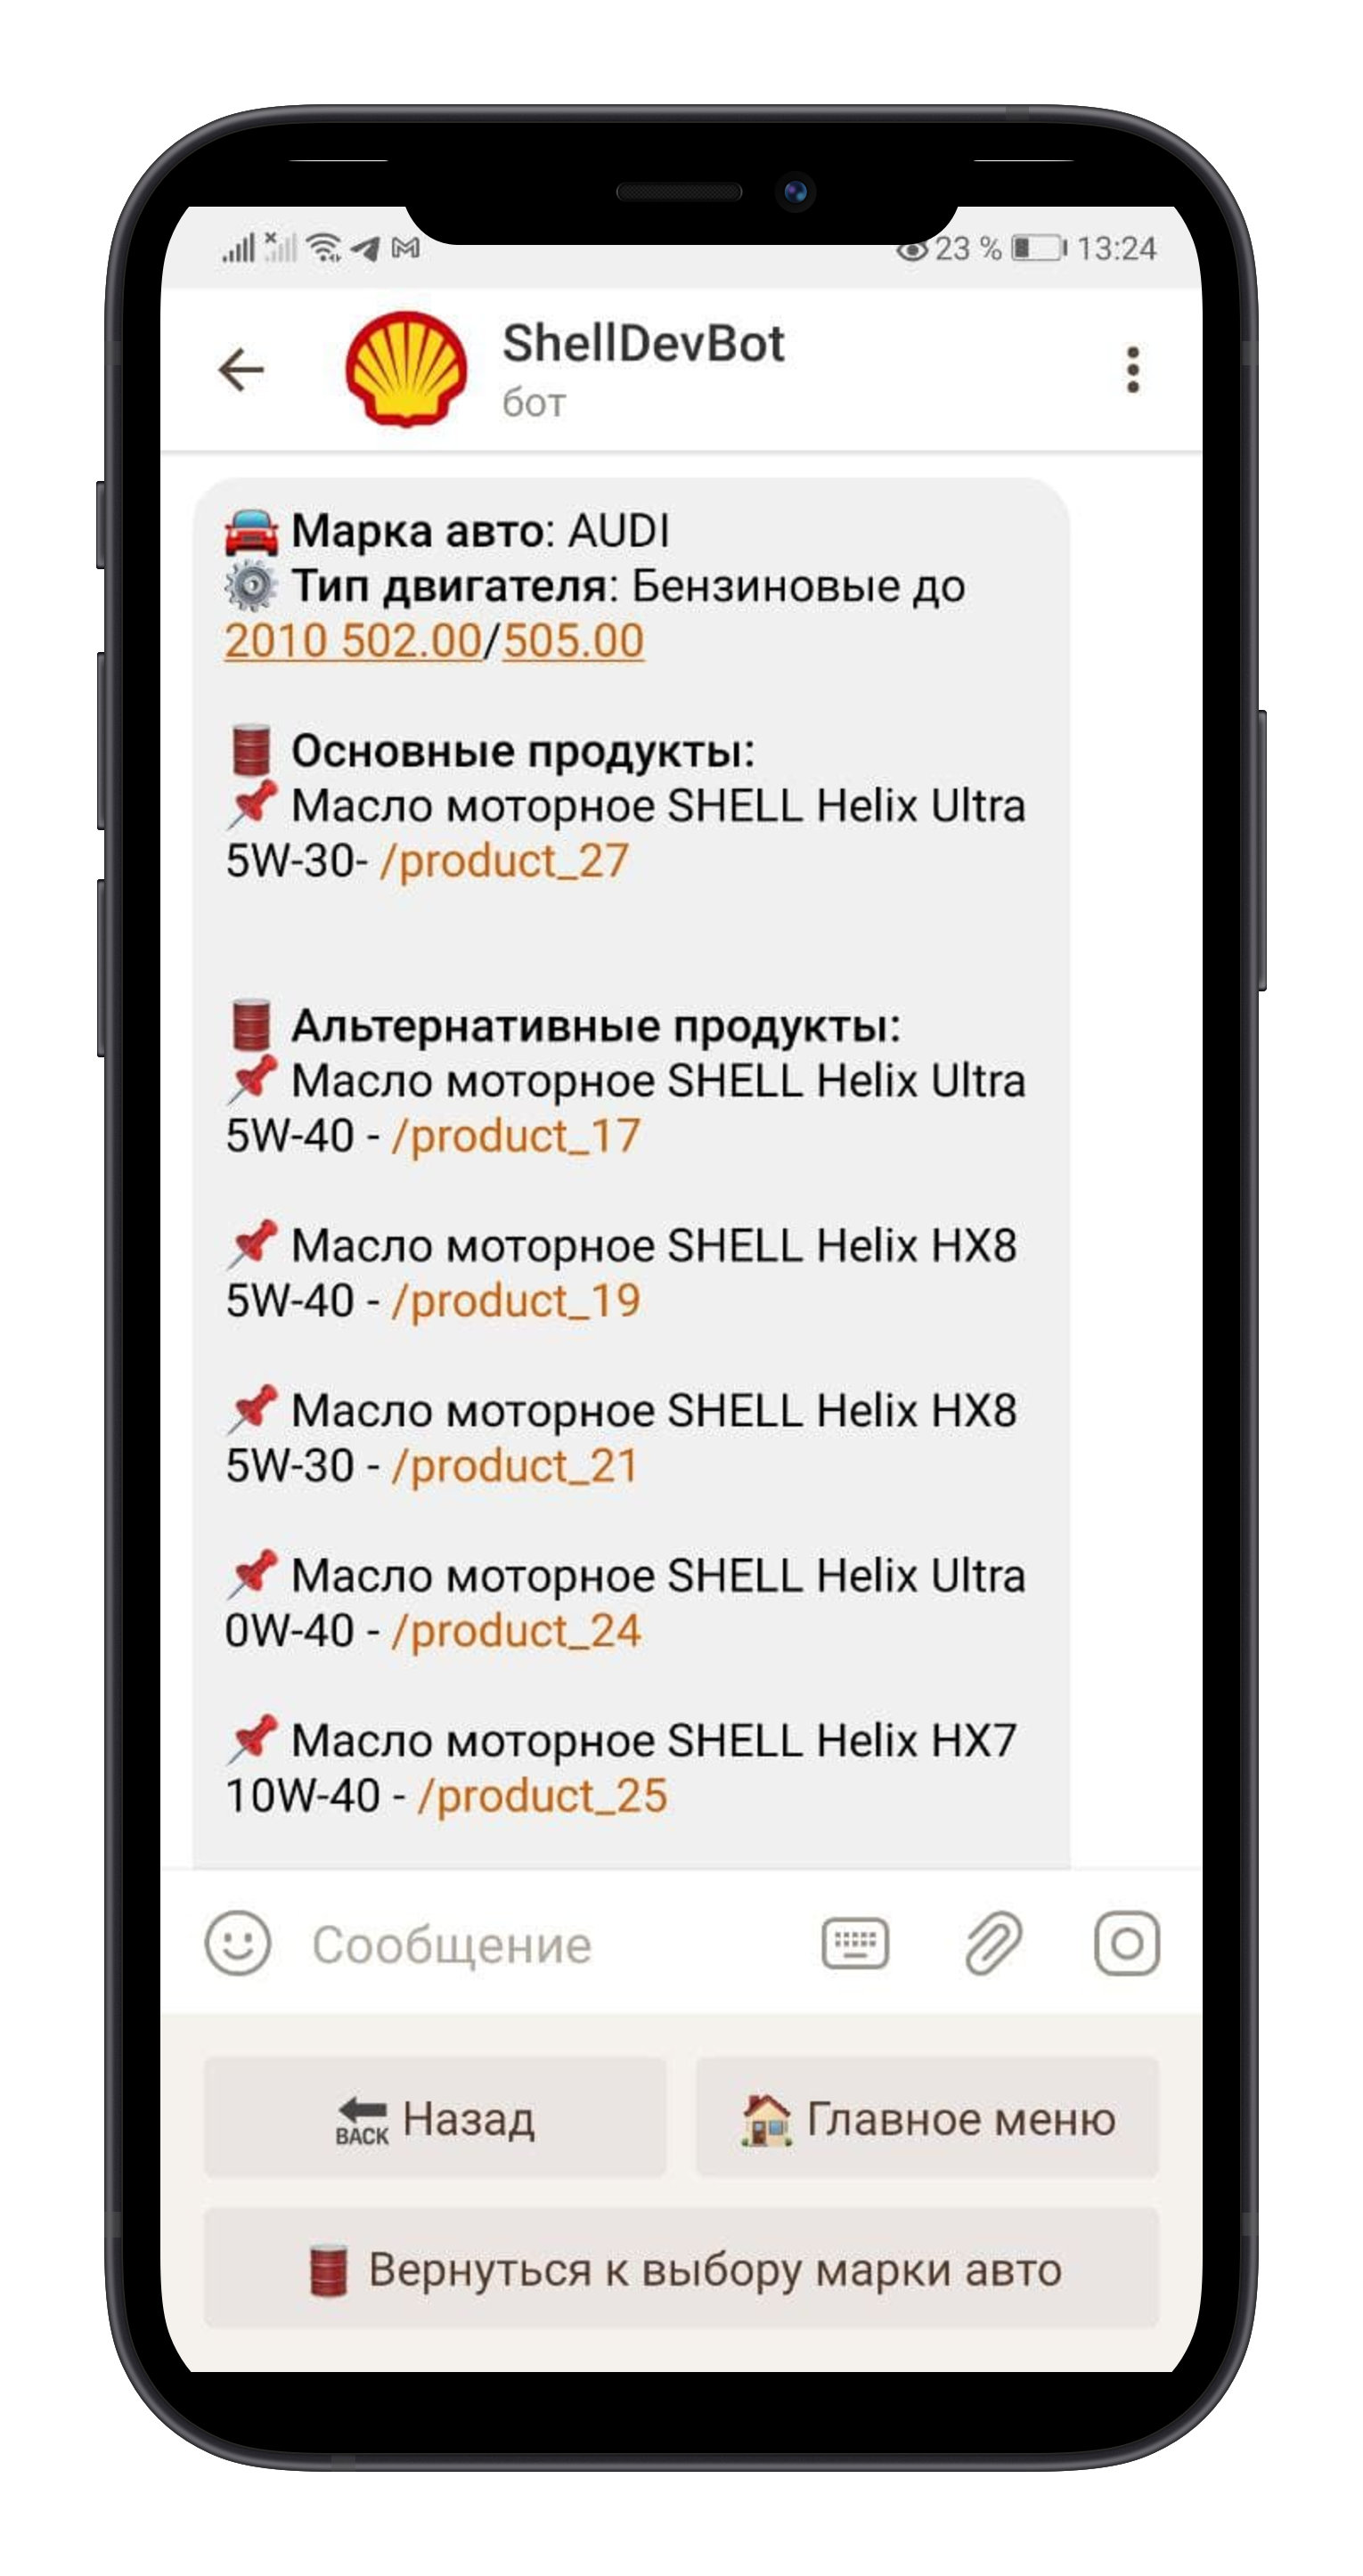 23 % 13:24
ShellDevBot
бот
Марка авто: AUDI
Тип двигателя: Бензиновые до
2010 502.00/505.00
Основные продукты:
Масло моторное SHELL Helix Ultra
5W-30- /product_27
Альтернативные продукты:
Масло моторное SHELL Helix Ultra
5W-40 - /product_17
Масло моторное SHELL Helix HX8
5W-40 - /product_19
Масло моторное SHELL Helix HX8
5W-30 - /product_21
Масло моторное SHELL Helix Ultra
0W-40 - /product_24
Масло моторное SHELL Helix HX7
10W-40 - /product_25
Сообщение
BACK Назад
Главное меню
Вернуться к выбору марки авто